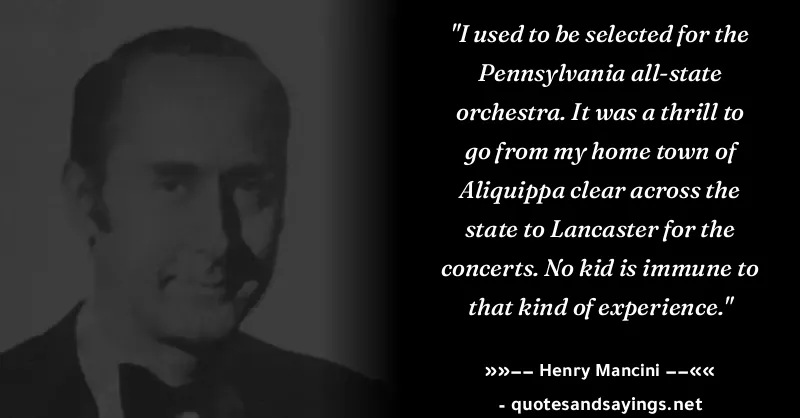 "I used to be selected for the
Pennsylvania all-state
orchestra. It was a thrill to
go from my home town of
Aliquippa clear across the
state to Lancaster for the
concerts. No kid is immune to
that kind of experience."
»»–– Henry Mancini ––««
- quotesandsayings.net